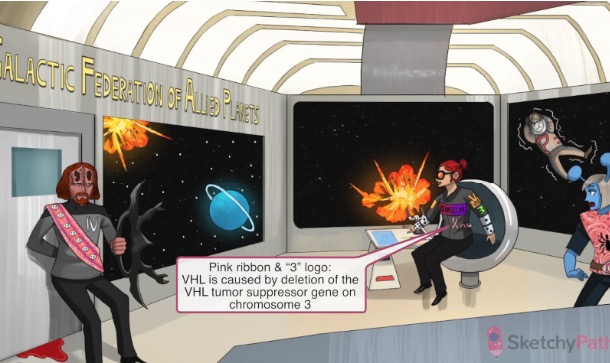 GALACTIC FEDERATION OF ALLIED PLANETS
IV
Pink ribbon & "3" logo:
VHL is caused by deletion of the
VHL tumor suppressor gene on
chromosome 3
SketchyPath